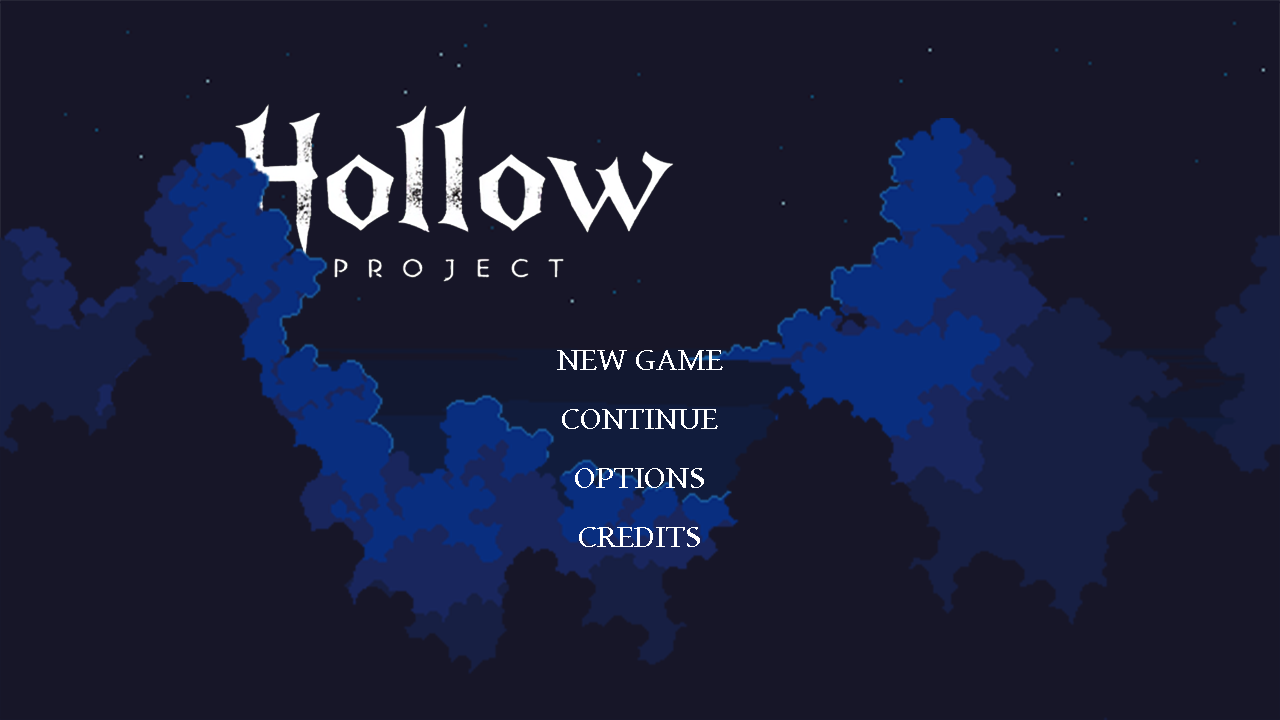 Hollow
PROJECT
NEW GAME
CONTINUE
OPTIONS
CREDITS